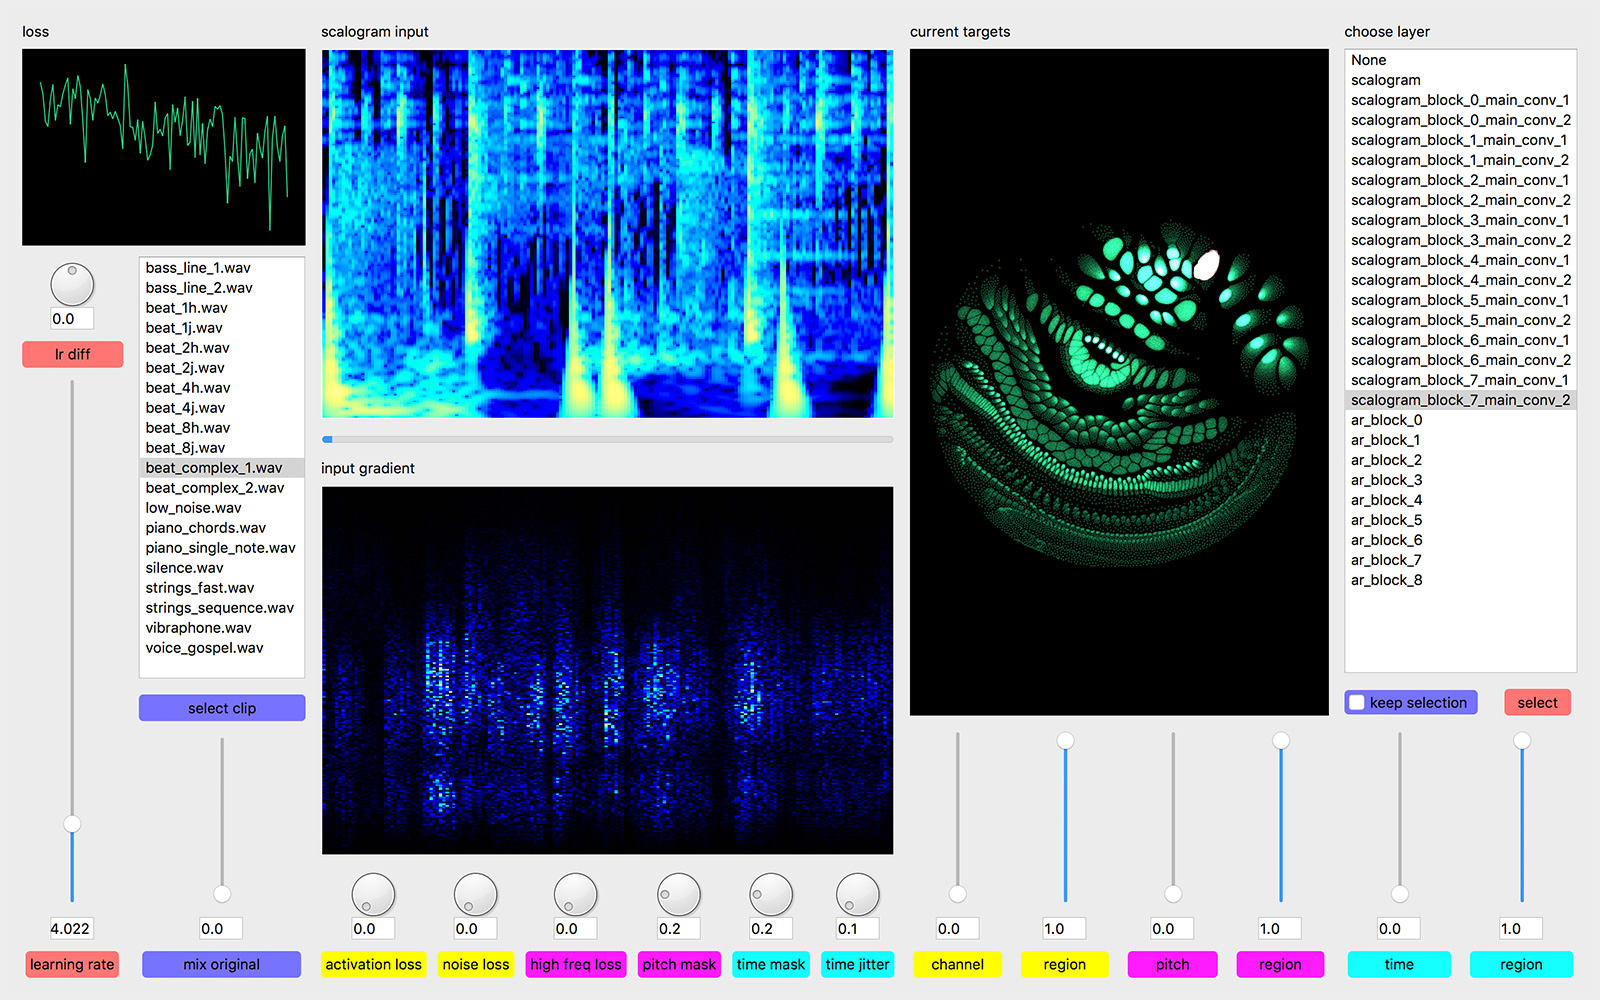 loss
scalogram input
current targets
choose layer
None
scalogram
scalogram_block_0_main_conv_1
scalogram_block_0_main_conv_2
scalogram_block_1_main_conv_1
scalogram_block_1_main_conv_2
scalogram_block_2_main_conv_1
scalogram_block_2_main_conv_2
scalogram_block_3_main_conv_1
scalogram_block_3_main_conv_2
scalogram_block_4_main_conv_1
scalogram_block_4_main_conv_2
scalogram_block_5_main_conv_1
scalogram_block_5_main_conv_2
scalogram_block_6_main_conv_1
scalogram_block_6_main_conv_2
scalogram_block_7_main_conv_1
scalogram_block_7_main_conv_2
ar_block_0
ar_block_1
ar_block_2
ar_block_3
ar_block_4
ar_block_5
ar_block_6
ar_block_7
ar_block_8
0.0
lr diff
bass_line_1.wav
bass_line_2.wav
beat_1h.wav
beat_1j.wav
beat_2h.wav
beat_2j.wav
beat_4h.wav
beat_4j.wav
beat_8h.wav
beat_8j.wav
beat_complex_1.wav
beat_complex_2.wav
low_noise.wav
piano_chords.wav
piano_single_note.wav
silence.wav
strings_fast.wav
strings_sequence.wav
vibraphone.wav
voice_gospel.wav
input gradient
select clip
keep selection
select
4.022
0.0
0.0
0.0
0.0
0.2
0.2
0.1
0.0
1.0
0.0
1.0
0.0
1.0
learning rate
mix original
activation loss
noise loss
high freq loss
pitch mask
time mask
time jitter
channel
region
pitch
region
time
region